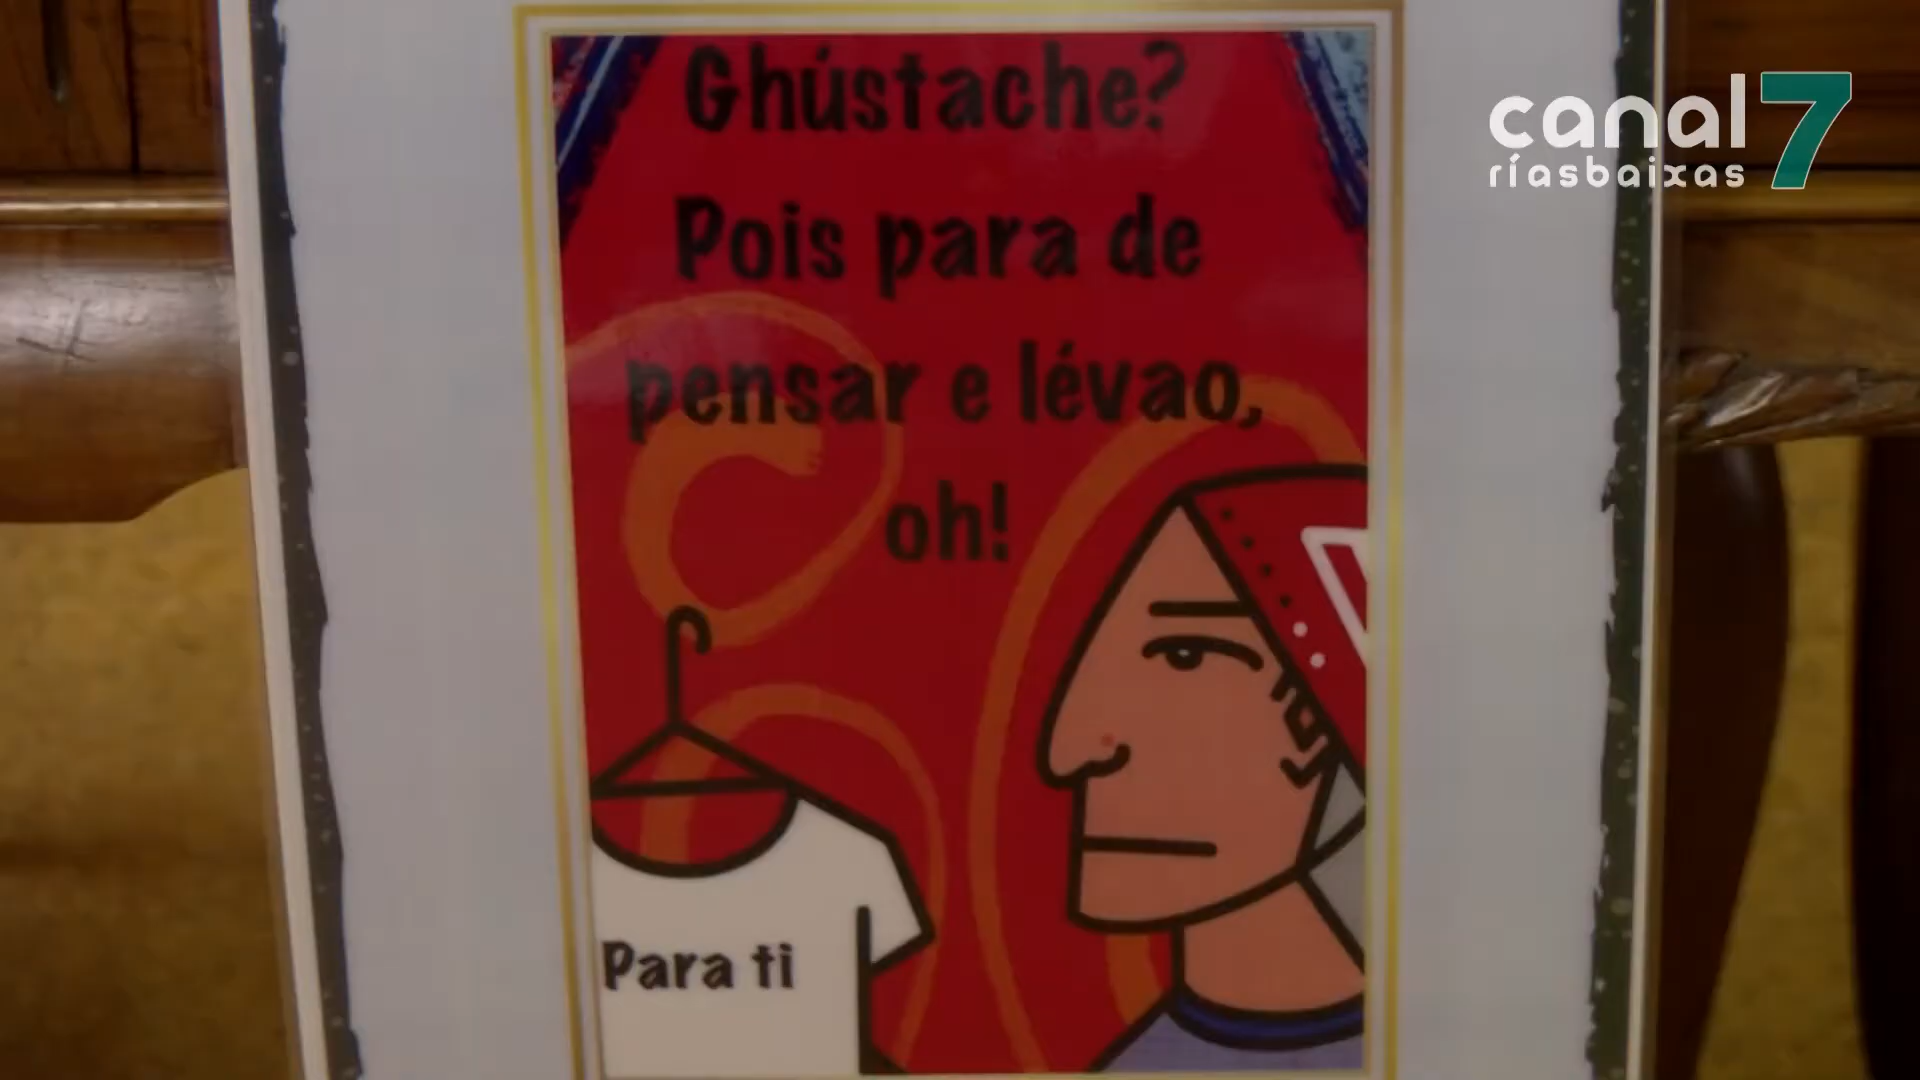 Ghústache?
Pois para de
pensar e lévao,
oh!
Para ti
canal 7
ríasbaixas